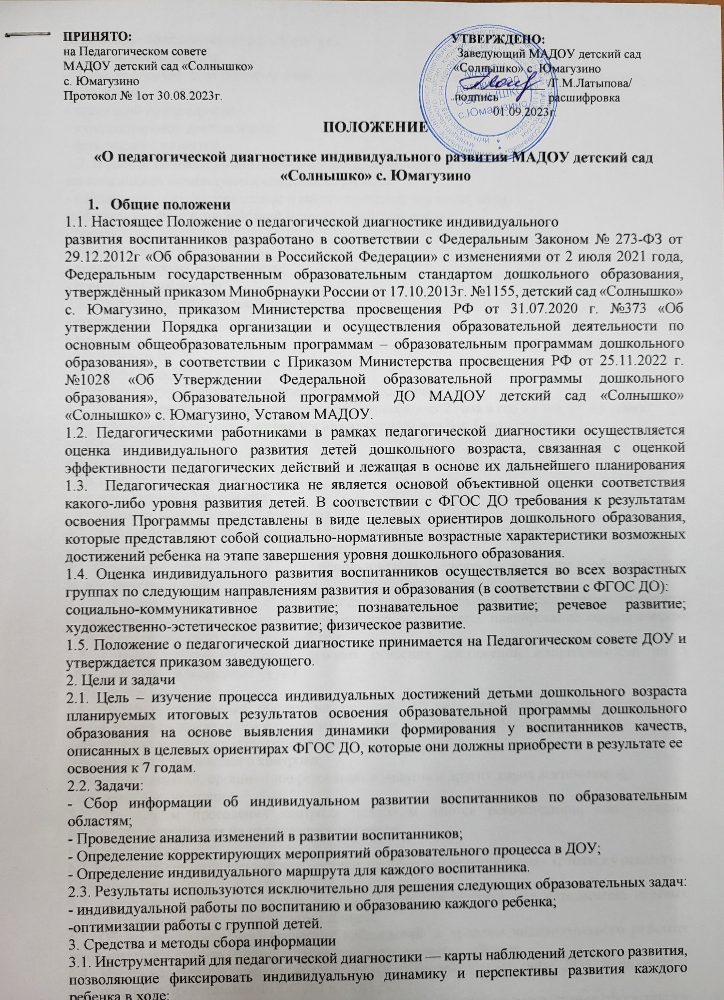 ПРИНЯТО:
на Педагогическом совете
МАДОУ детский сад «Солнышко»
с. Юмагузино
Протокол № 1от 30.08.2023г.
УТВЕРЖДЕНО:
Заведующий МАДОУ детский сад
«Солнышко» с. Юмагузино
/Г.М.Латыпова/
подпись расшифровка
01.09.2023г.
МАДОУ
детский сад
"СОЛНЫШКО"
с.Юмагузино
ПОЛОЖЕНИЕ
«О педагогической диагностике индивидуального развития МАДОУ детский сад
«Солнышко» с. Юмагузино
1. Общие положени
1.1. Настоящее Положение о педагогической диагностике индивидуального
развития воспитанников разработано в соответствии с Федеральным Законом № 273-ФЗ от
29.12.2012г «Об образовании в Российской Федерации» с изменениями от 2 июля 2021 года,
Федеральным государственным образовательным стандартом дошкольного образования,
утверждённый приказом Минобрнауки России от 17.10.2013г. №1155, детский сад «Солнышко»
с. Юмагузино, приказом Министерства просвещения РФ от 31.07.2020 г. №373 «Об
утверждении Порядка организации и осуществления образовательной деятельности по
основным общеобразовательным программам – образовательным программам дошкольного
образования», в соответствии с Приказом Министерства просвещения РФ от 25.11.2022 г.
№1028 «Об Утверждении Федеральной образовательной программы дошкольного
образования», Образовательной программой ДО МАДОУ детский сад «Солнышко»
«Солнышко» с. Юмагузино, Уставом МАДОУ.
1.2. Педагогическими работниками в рамках педагогической диагностики осуществляется
оценка индивидуального развития детей дошкольного возраста, связанная с оценкой
эффективности педагогических действий и лежащая в основе их дальнейшего планирования
1.3. Педагогическая диагностика не является основой объективной оценки соответствия
какого-либо уровня развития детей. В соответствии с ФГОС ДО требования к результатам
освоения Программы представлены в виде целевых ориентиров дошкольного образования,
которые представляют собой социально-нормативные возрастные характеристики возможных
достижений ребенка на этапе завершения уровня дошкольного образования.
1.4. Оценка индивидуального развития воспитанников осуществляется во всех возрастных
группах по следующим направлениям развития и образования (в соответствии с ФГОС ДО):
социально-коммуникативное развитие; познавательное развитие; речевое развитие;
художественно-эстетическое развитие; физическое развитие.
1.5. Положение о педагогической диагностике принимается на Педагогическом совете ДОУ и
утверждается приказом заведующего.
2. Цели и задачи
2.1. Цель – изучение процесса индивидуальных достижений детьми дошкольного возраста
планируемых итоговых результатов освоения образовательной программы дошкольного
образования на основе выявления динамики формирования у воспитанников качеств,
описанных в целевых ориентирах ФГОС ДО, которые они должны приобрести в результате ее
освоения к 7 годам.
2.2. Задачи:
- Сбор информации об индивидуальном развитии воспитанников по образовательным
областям;
- Проведение анализа изменений в развитии воспитанников;
- Определение корректирующих мероприятий образовательного процесса в ДОУ;
- Определение индивидуального маршрута для каждого воспитанника.
2.3. Результаты используются исключительно для решения следующих образовательных задач:
- индивидуальной работы по воспитанию и образованию каждого ребенка;
-оптимизации работы с группой детей.
3. Средства и методы сбора информации
3.1. Инструментарий для педагогической диагностики — карты наблюдений детского развития,
позволяющие фиксировать индивидуальную динамику и перспективы развития каждого
ребенка в ходе: